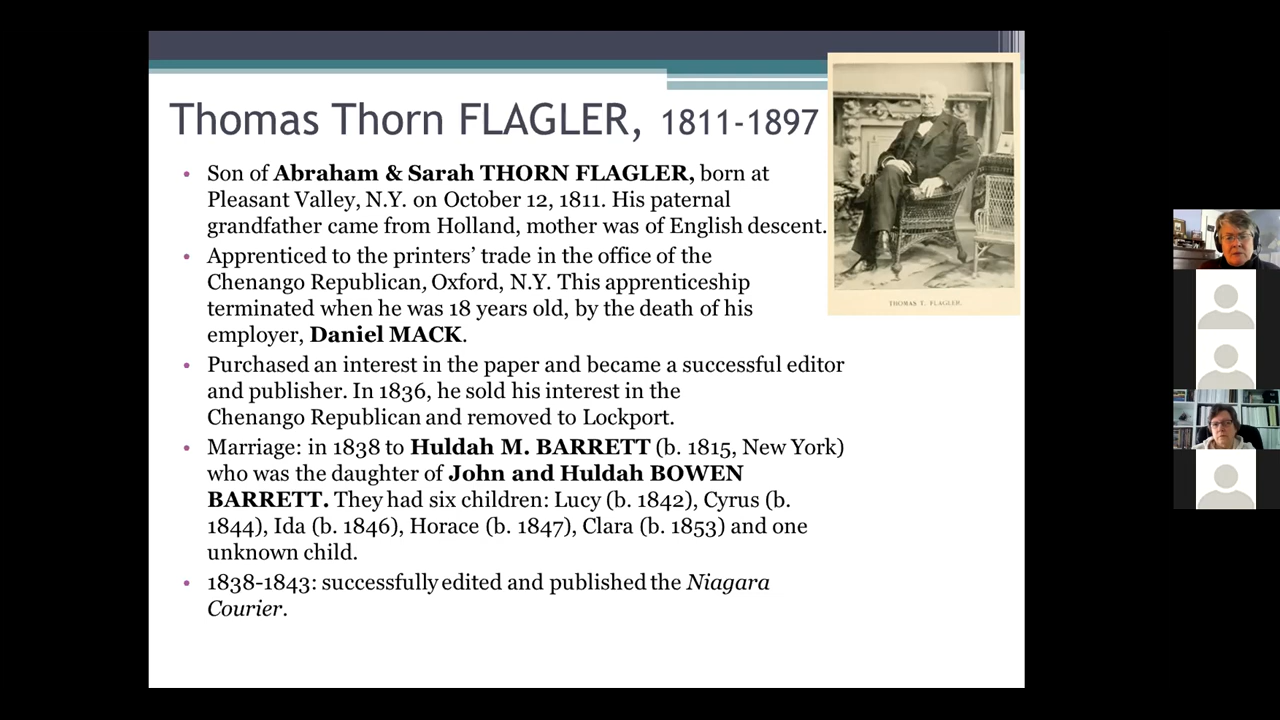 Thomas Thorn FLAGLER, 1811-1897
• Son of Abraham & Sarah THORN FLAGLER, born at
Pleasant Valley, N.Y. on October 12, 1811. His paternal
grandfather came from Holland, mother was of English descent.
• Apprenticed to the printers’ trade in the office of the
Chenango Republican, Oxford, N.Y. This apprenticeship
terminated when he was 18 years old, by the death of his
employer, Daniel MACK.
• Purchased an interest in the paper and became a successful editor
and publisher. In 1836, he sold his interest in the
Chenango Republican and removed to Lockport.
• Marriage: in 1838 to Huldah M. BARRETT (b. 1815, New York)
who was the daughter of John and Huldah BOWEN
BARRETT. They had six children: Lucy (b. 1842), Cyrus (b.
1844), Ida (b. 1846), Horace (b. 1847), Clara (b. 1853) and one
unknown child.
• 1838-1843: successfully edited and published the Niagara
Courier.
THOMAS T. FLAGLER.